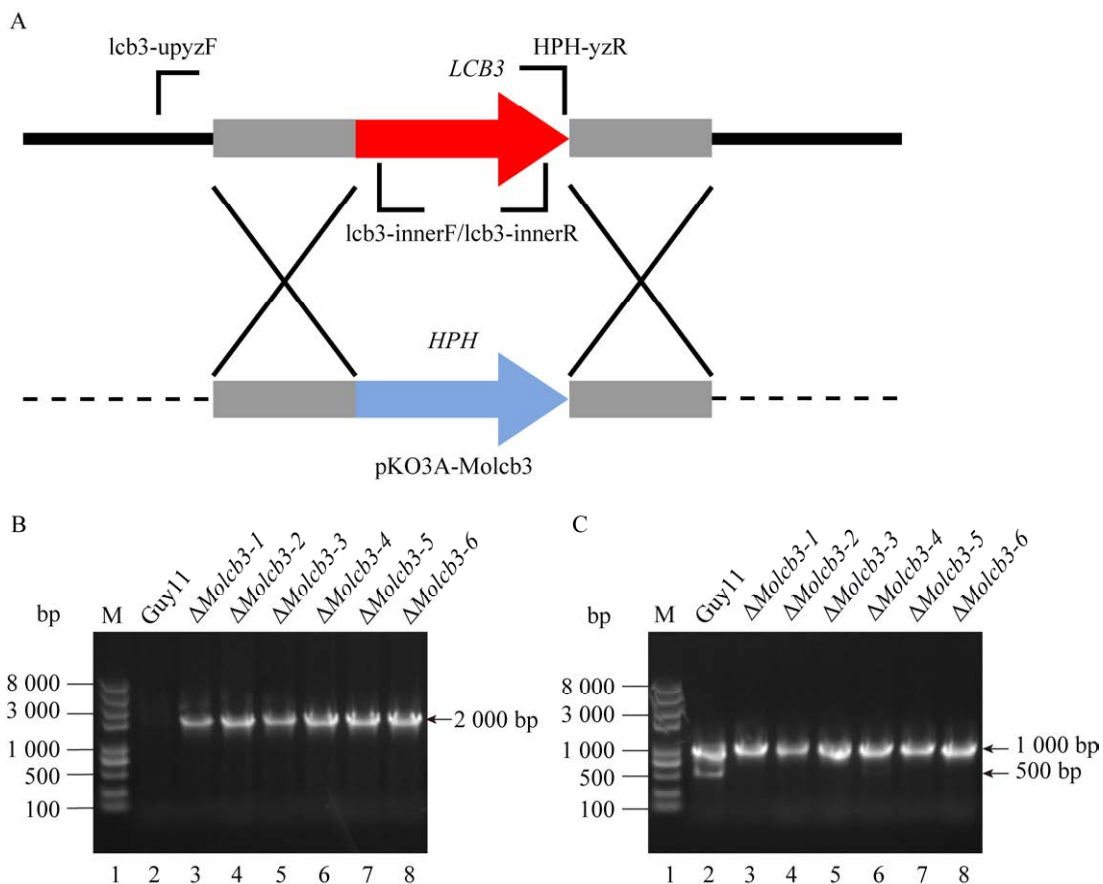 A
lcb3-upyzF
HPH-yzR
LCB3
lcb3-innerF/lcb3-innerR
HPH
pKO3A-Molcb3
B
bp
M
Guy11
ΔMolcb3-1
ΔMolcb3-2
ΔMolcb3-3
ΔMolcb3-4
ΔMolcb3-5
ΔMolcb3-6
8 000
3 000
1 000
500
100
2 000 bp
1 2 3 4 5 6 7 8
C
bp
M
Guy11
ΔMolcb3-1
ΔMolcb3-2
ΔMolcb3-3
ΔMolcb3-4
ΔMolcb3-5
ΔMolcb3-6
8 000
3 000
1 000
500
100
1 000 bp
500 bp
1 2 3 4 5 6 7 8